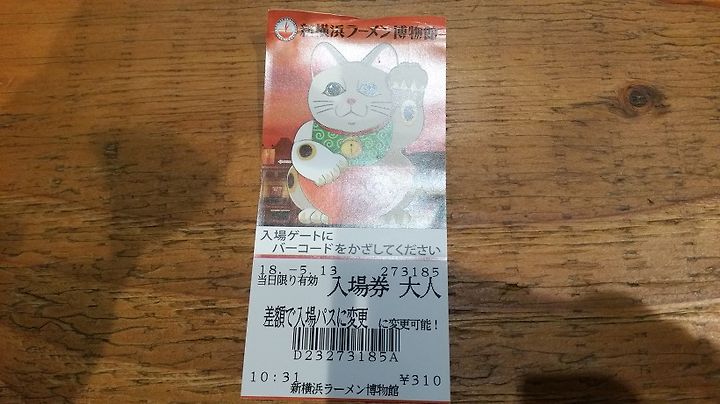 新横浜ラーメン博物館
入場ゲートに
バーコードをかざしてください
18.-5.13 273185
当日限り有効 入場券 大人
差額で入場パスに変更 に変更可能!
D23273185A
10:31 ¥310
新横浜ラーメン博物館